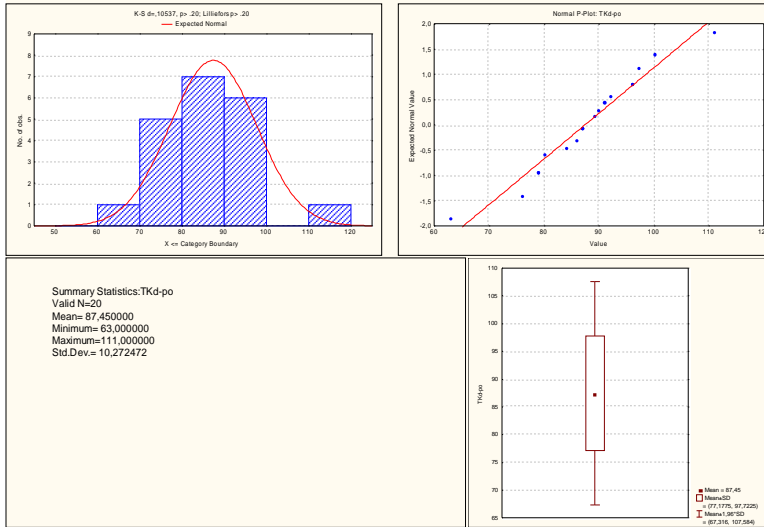 K-S d=,10537, p> .20; Lilliefors p> .20
Expected Normal
9
8
7
6
5
4
3
2
1
0
No. of obs.
50 60 70 80 90 100 110 120
X <= Category Boundary
Normal P-Plot: TKd-po
2,0
1,5
1,0
0,5
0,0
-0,5
-1,0
-1,5
-2,0
Expected Normal Value
60 70 80 90 100 110 120
Value
Summary Statistics:TKd-po
Valid N=20
Mean= 87,450000
Minimum= 63,000000
Maximum=111,000000
Std.Dev.= 10,272472
110
105
100
95
90
85
80
75
70
65
TKd-po
Mean = 87,45
Mean±SD
= (77,1775, 97,7225)
Mean±1,96*SD
= (67,316, 107,584)